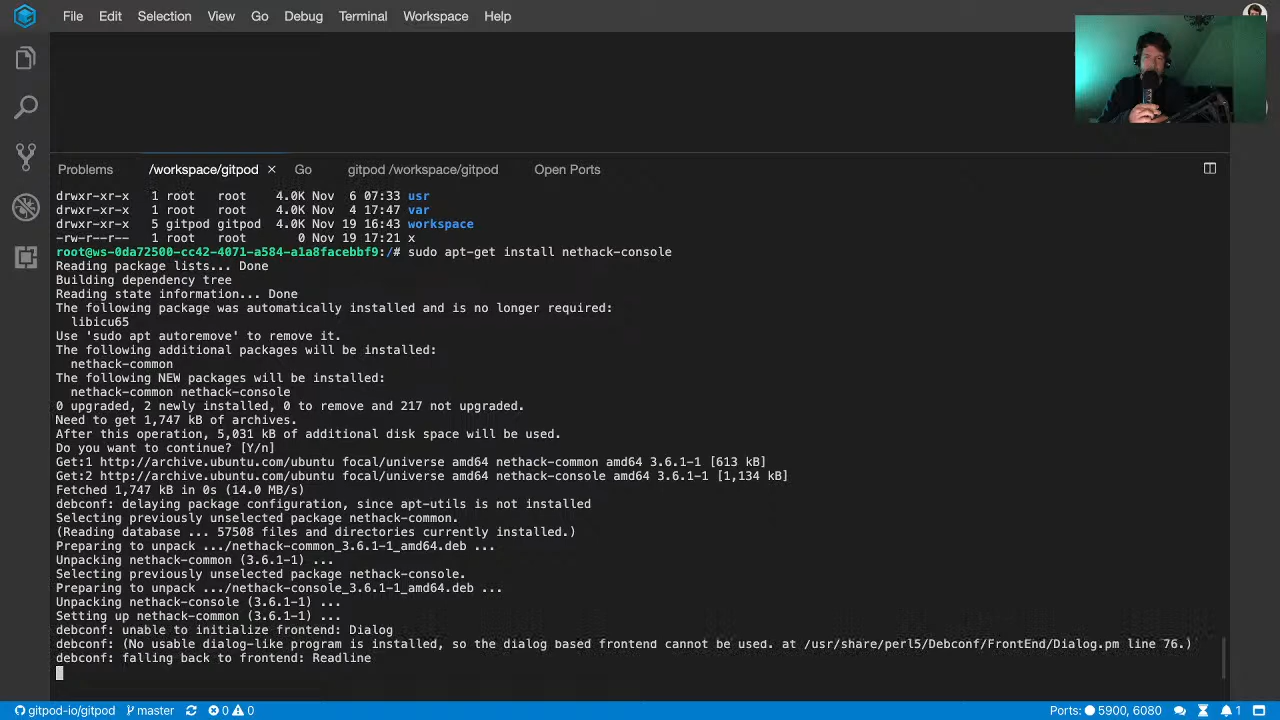 File Edit Selection View Go Debug Terminal Workspace Help
Problems /workspace/gitpod × Go gitpod /workspace/gitpod Open Ports
drwxr-xr-x 1 root root 4.0K Nov 6 07:33 usr
drwxr-xr-x 1 root root 4.0K Nov 4 17:47 var
drwxr-xr-x 5 gitpod gitpod 4.0K Nov 19 16:43 workspace
-rw-r--r-- 1 root root 0 Nov 19 17:21 x
root@ws-0da72500-cc42-4071-a584-a1a8facebbf9:/# sudo apt-get install nethack-console
Reading package lists... Done
Building dependency tree
Reading state information... Done
The following package was automatically installed and is no longer required:
libicu65
Use 'sudo apt autoremove' to remove it.
The following additional packages will be installed:
nethack-common
The following NEW packages will be installed:
nethack-common nethack-console
0 upgraded, 2 newly installed, 0 to remove and 217 not upgraded.
Need to get 1,747 kB of archives.
After this operation, 5,031 kB of additional disk space will be used.
Do you want to continue? [Y/n]
Get:1 http://archive.ubuntu.com/ubuntu focal/universe amd64 nethack-common amd64 3.6.1-1 [613 kB]
Get:2 http://archive.ubuntu.com/ubuntu focal/universe amd64 nethack-console amd64 3.6.1-1 [1,134 kB]
Fetched 1,747 kB in 0s (14.0 MB/s)
debconf: delaying package configuration, since apt-utils is not installed
Selecting previously unselected package nethack-common.
(Reading database ... 57508 files and directories currently installed.)
Preparing to unpack .../nethack-common_3.6.1-1_amd64.deb ...
Unpacking nethack-common (3.6.1-1) ...
Selecting previously unselected package nethack-console.
Preparing to unpack .../nethack-console_3.6.1-1_amd64.deb ...
Unpacking nethack-console (3.6.1-1) ...
Setting up nethack-common (3.6.1-1) ...
debconf: unable to initialize frontend: Dialog
debconf: (No usable dialog-like program is installed, so the dialog based frontend cannot be used. at /usr/share/perl5/Debconf/FrontEnd/Dialog.pm line 76.)
debconf: falling back to frontend: Readline
gitpod-io/gitpod master 0 0 Ports: 5900, 6080 1